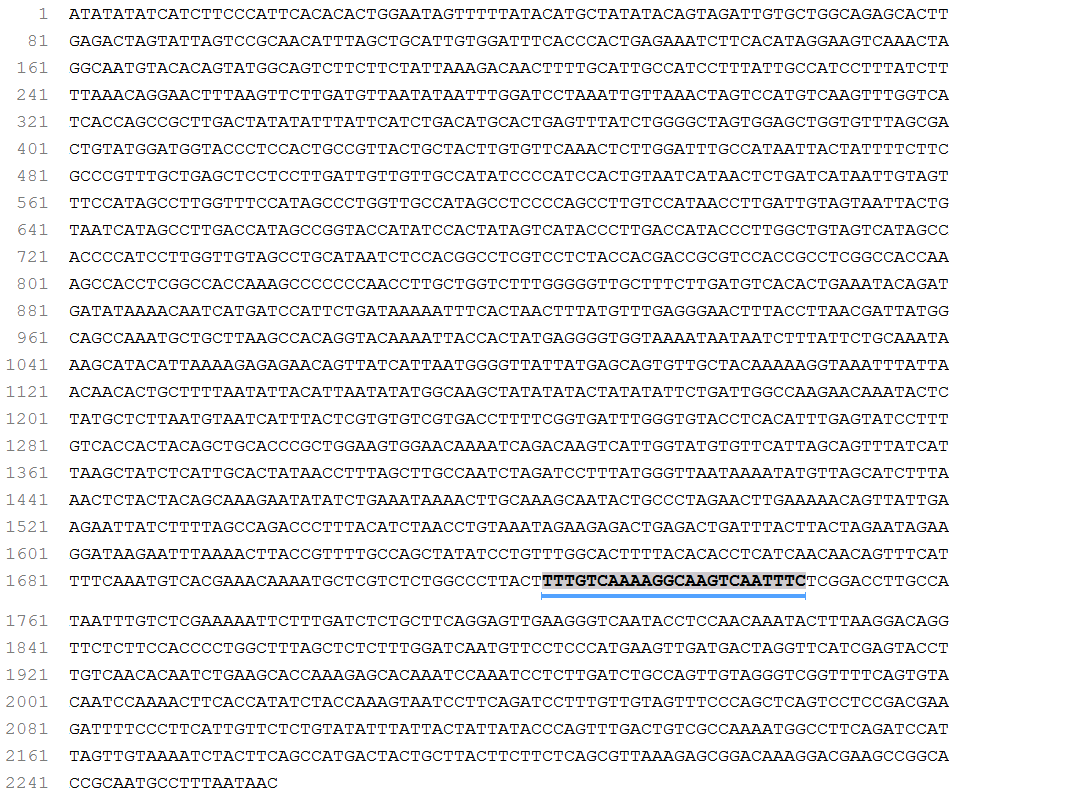 1 ATATATATCATCTTCCCATTCACACACTGGAATAGTTTTTATACATGCTATATACAGTAGATTGTGCTGGCAGAGCACTT
81 GAGACTAGTATTAGTCCGCAACATTTAGCTGCATTGTGGATTTCACCCACTGAGAAATCTTCACATAGGAAGTCAAACTA
161 GGCAATGTACACAGTATGGCAGTCTTCTTCTATTAAAGACAACTTTTGCATTGCCATCCTTTATTGCCATCCTTTATCTT
241 TTAAACAGGAACTTTAAGTTCTTGATGTTAATATAATTTGGATCCTAAATTGTTAAACTAGTCCATGTCAAGTTTGGTCA
321 TCACCAGCCGCTTGACTATATATTTATTCATCTGACATGCACTGAGTTTATCTGGGGCTAGTGGAGCTGGTGTTTAGCGA
401 CTGTATGGATGGTACCCTCCACTGCCGTTACTGCTACTTGTGTTCAAACTCTTGGATTTGCCATAATTACTATTTTCTTC
481 GCCCGTTTGCTGAGCTCCTCCTTGATTGTTGTTGCCATATCCCCATCCACTGTAATCATAACTCTGATCATAATTGTAGT
561 TTCCATAGCCTTGGTTTCCATAGCCCTGGTTGCCATAGCCTCCCCAGCCTTGTCCATAACCTTGATTGTAGTAATTACTG
641 TAATCATAGCCTTGACCATAGCCGGTACCATATCCACTATAGTCATACCCTTGACCATACCCTTGGCTGTAGTCATAGCC
721 ACCCCATCCTTGGTTGTAGCCTGCATAATCTCCACGGCCTCGTCCTCTACCACGACCGCGTCCACCGCCTCGGCCACCAA
801 AGCCACCTCGGCCACCAAAGCCCCCCCAACCTTGCTGGTCTTTGGGGGTTGCTTTCTTGATGTCACACTGAAATACAGAT
881 GATATAAAACAATCATGATCCATTCTGATAAAAATTTCACTAACTTTATGTTTGAGGGAACTTTACCTTAACGATTATGG
961 CAGCCAAATGCTGCTTAAGCCACAGGTACAAAATTACCACTATGAGGGGTGGTAAAATAATAATCTTTATTCTGCAAATA
1041 AAGCATACATTAAAAGAGAGAACAGTTATCATTAATGGGGTTATTATGAGCAGTGTTGCTACAAAAAGGTAAATTTATTA
1121 ACAACACTGCTTTTAATATTACATTAATATATGGCAAGCTATATATACTATATATTCTGATTGGCCAAGAACAAATACTC
1201 TATGCTCTTAATGTAATCATTTACTCGTGTGTCGTGACCTTTTCGGTGATTTGGGTGTACCTCACATTTGAGTATCCTTT
1281 GTCACCACTACAGCTGCACCCGCTGGAAGTGGAACAAAATCAGACAAGTCATTGGTATGTGTTCATTAGCAGTTTATCAT
1361 TAAGCTATCTCATTGCACTATAACCTTTAGCTTGCCAATCTAGATCCTTTATGGGTTAATAAAATATGTTAGCATCTTTA
1441 AACTCTACTACAGCAAAGAATATATCTGAAATAAAACTTGCAAAGCAATACTGCCCTAGAACTTGAAAAACAGTTATTGA
1521 AGAATTATCTTTTAGCCAGACCCTTTACATCTAACCTGTAAATAGAAGAGACTGAGACTGATTTACTTACTAGAATAGAA
1601 GGATAAGAATTTAAAACTTACCGTTTTGCCAGCTATATCCTGTTTGGCACTTTTACACACCTCATCAACAACAGTTTCAT
1681 TTTCAAATGTCACGAAACAAAATGCTCGTCTCTGGCCCTTACTTTTGTCAAAAGGCAAGTCAATTTCTCGGACCTTGCCA
1761 TAATTTGTCTCGAAAAATTCTTTGATCTCTGCTTCAGGAGTTGAAGGGTCAATACCTCCAACAAATACTTTAAGGACAGG
1841 TTCTCTTCCACCCCTGGCTTTAGCTCTCTTTGGATCAATGTTCCTCCCATGAAGTTGATGACTAGGTTCATCGAGTACCT
1921 TGTCAACACAATCTGAAGCACCAAAGAGCACAAATCCAAATCCTCTTGATCTGCCAGTTGTAGGGTCGGTTTTCAGTGTA
2001 CAATCCAAAACTTCACCATATCTACCAAAGTAATCCTTCAGATCCTTTGTTGTAGTTTCCCAGCTCAGTCCTCCGACGAA
2081 GATTTTCCCTTCATTGTTCTCTGTATATTTATTACTATTATACCCAGTTTGACTGTCGCCAAAATGGCCTTCAGATCCAT
2161 TAGTTGTAAAATCTACTTCAGCCATGACTACTGCTTACTTCTTCTCAGCGTTAAAGAGCGGACAAAGGACGAAGCCGGCA
2241 CCGCAATGCCTTTAATAAC